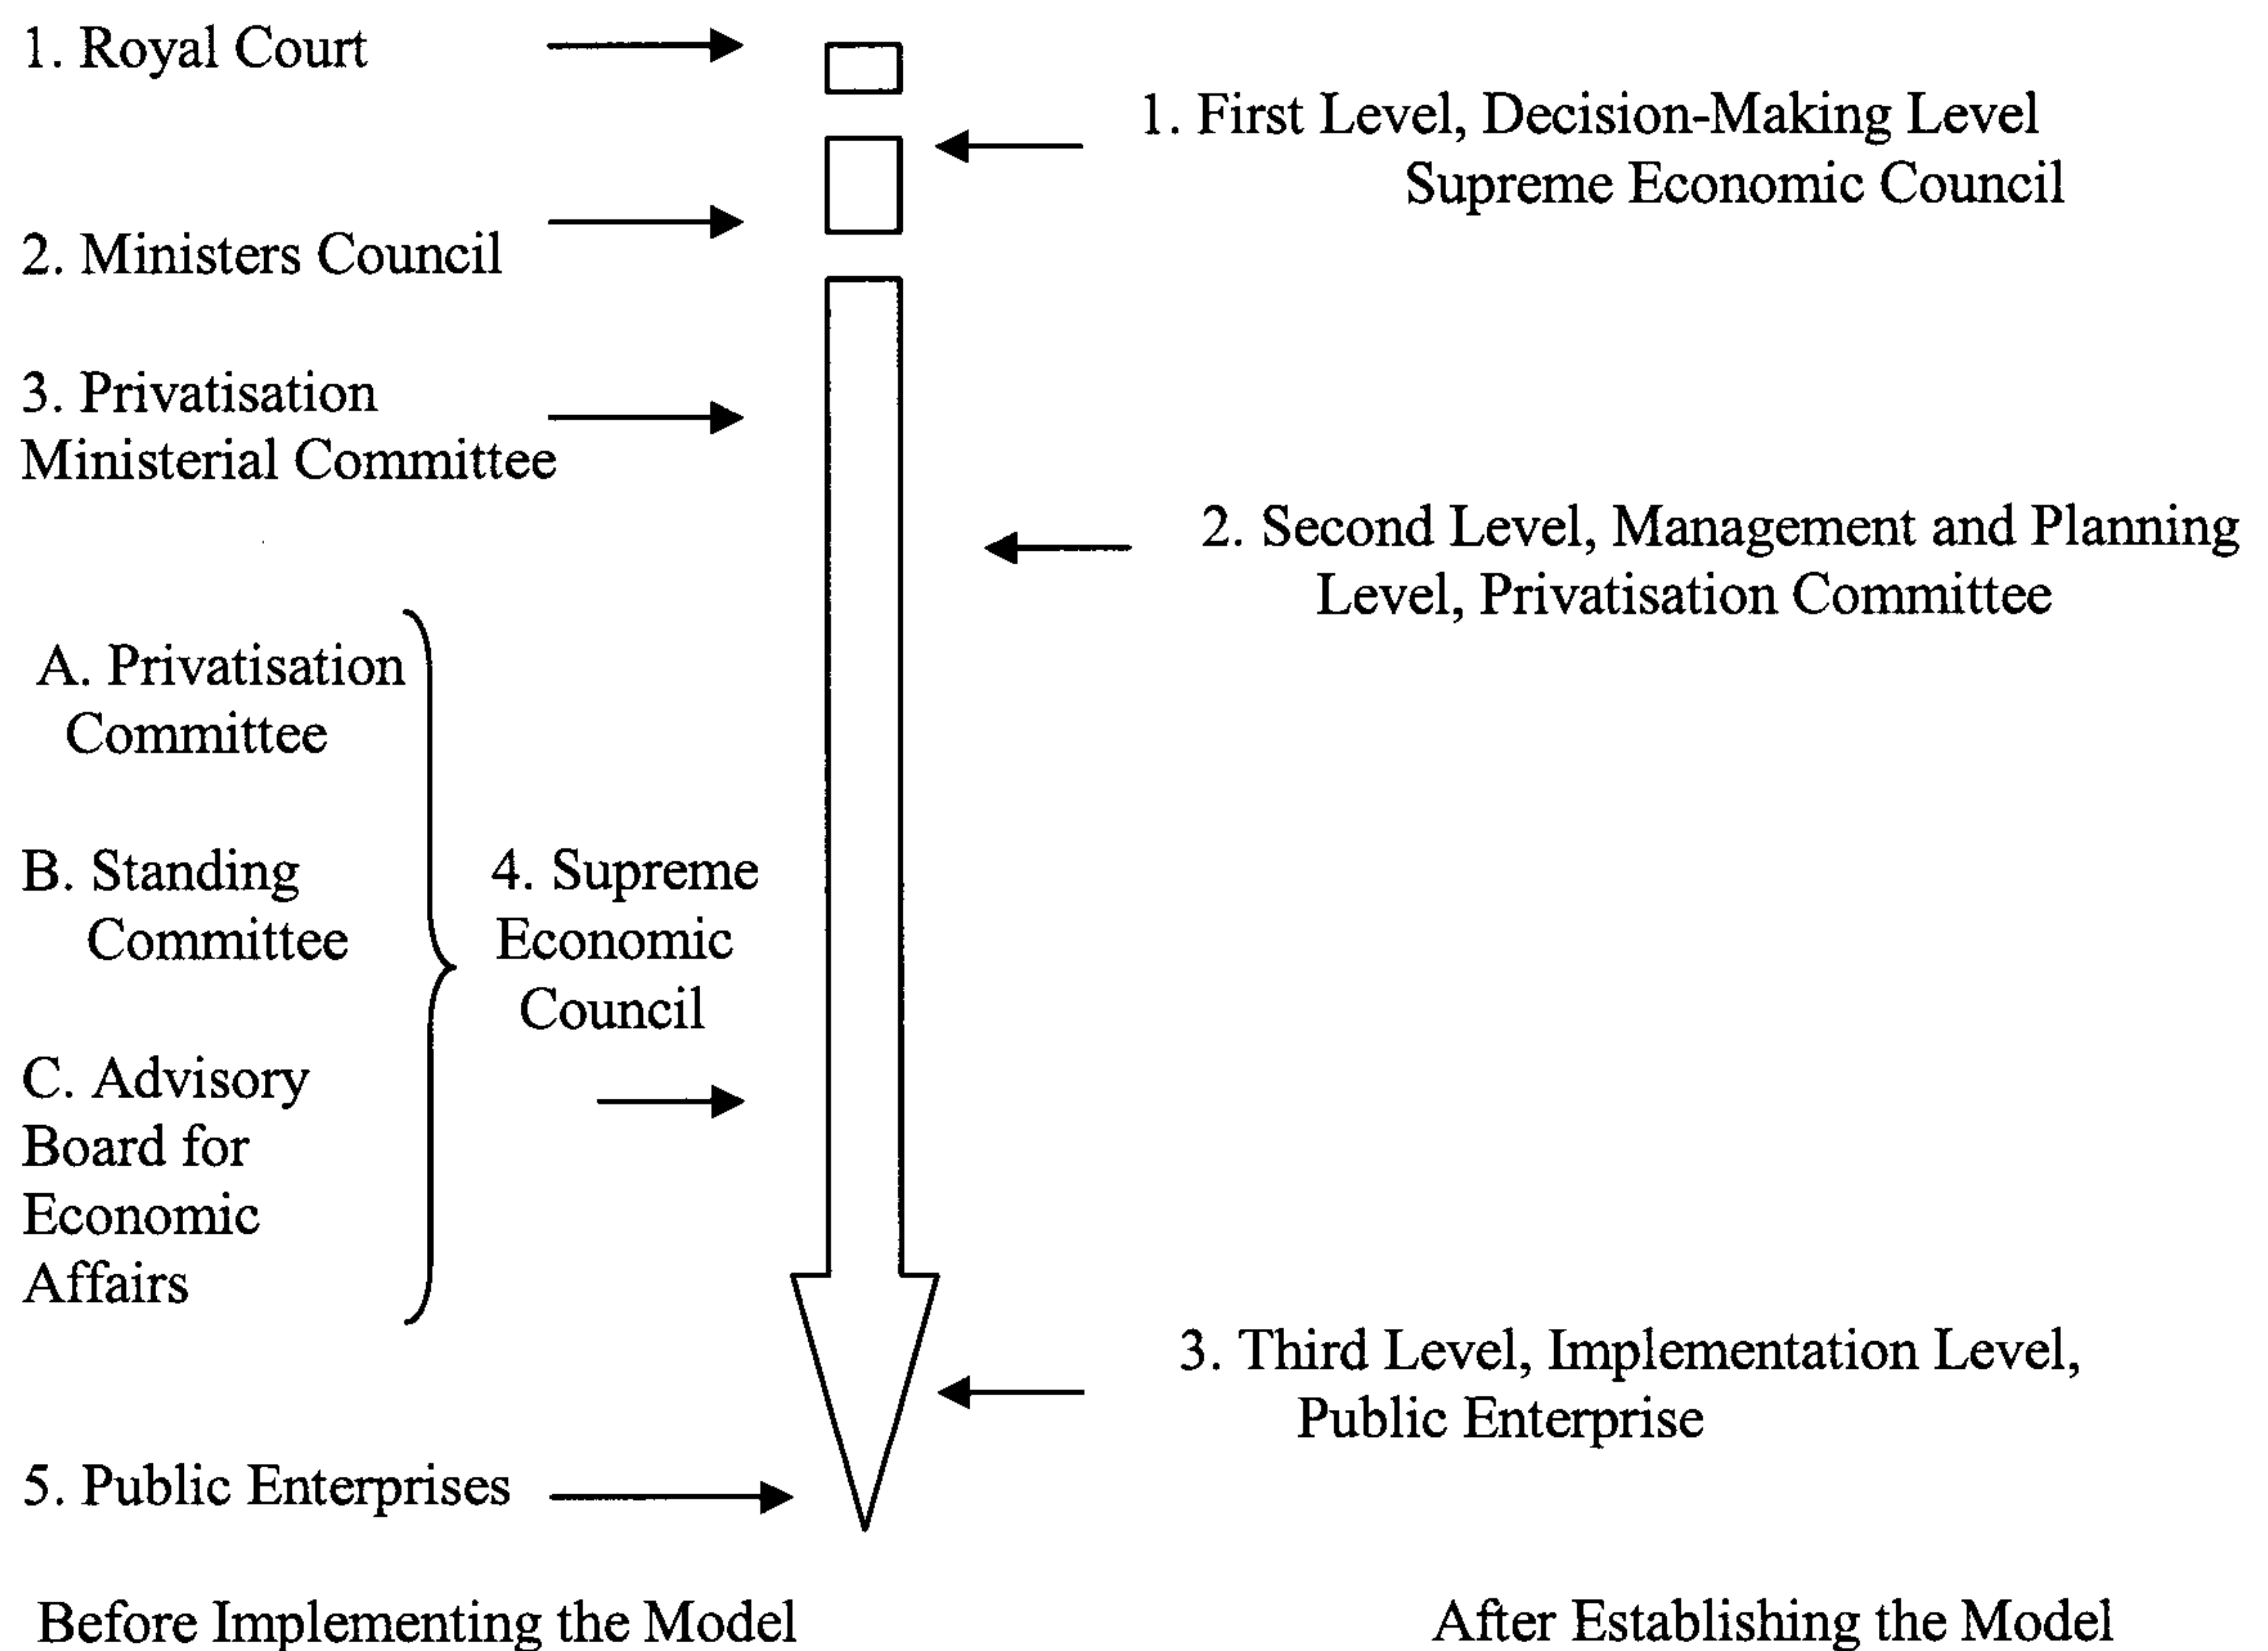 1. Royal Court
2. Ministers Council
3. Privatisation
Ministerial Committee
A. Privatisation
Committee
B. Standing
Committee
C. Advisory
Board for
Economic
Affairs
4. Supreme
Economic
Council
5. Public Enterprises
Before Implementing the Model
1. First Level, Decision-Making Level
Supreme Economic Council
2. Second Level, Management and Planning
Level, Privatisation Committee
3. Third Level, Implementation Level,
Public Enterprise
After Establishing the Model